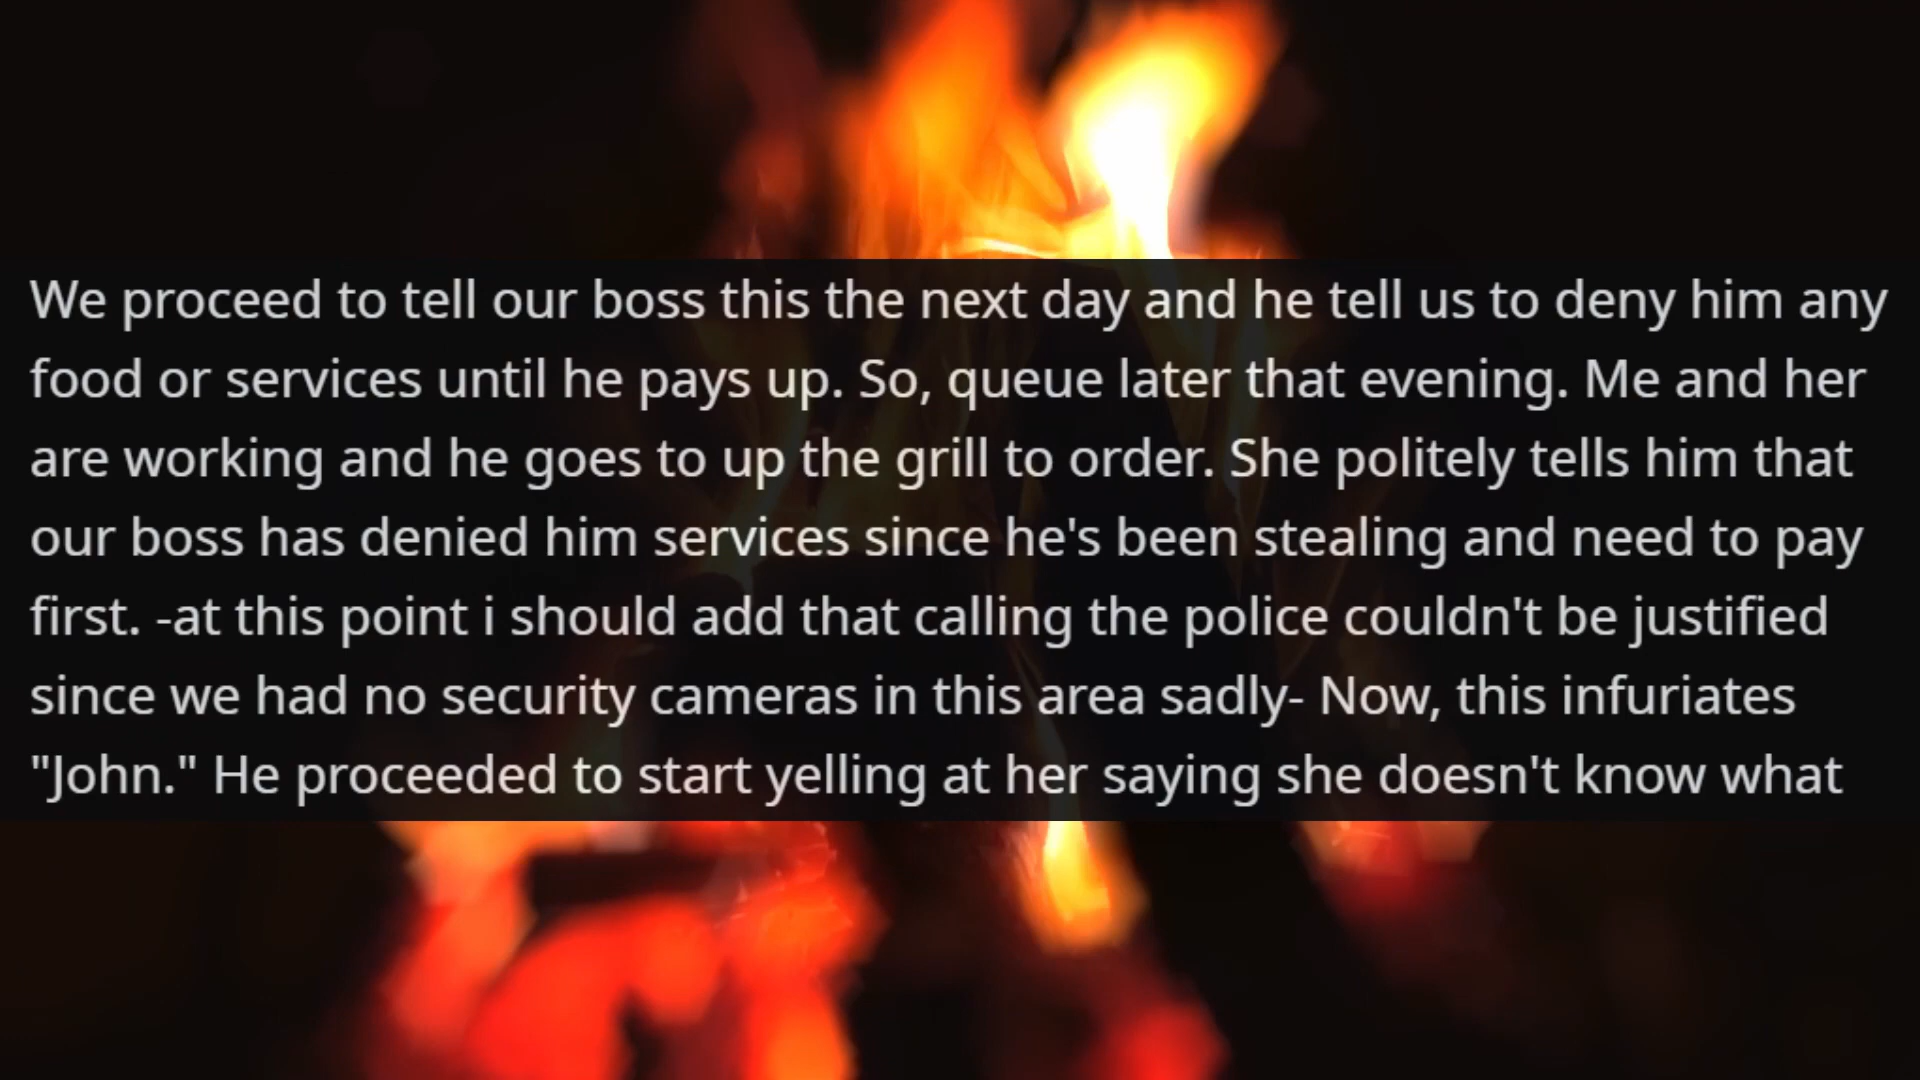 We proceed to tell our boss this the next day and he tell us to deny him any
food or services until he pays up. So, queue later that evening. Me and her
are working and he goes to up the grill to order. She politely tells him that
our boss has denied him services since he's been stealing and need to pay
first. -at this point i should add that calling the police couldn't be justified
since we had no security cameras in this area sadly- Now, this infuriates
"John." He proceeded to start yelling at her saying she doesn't know what